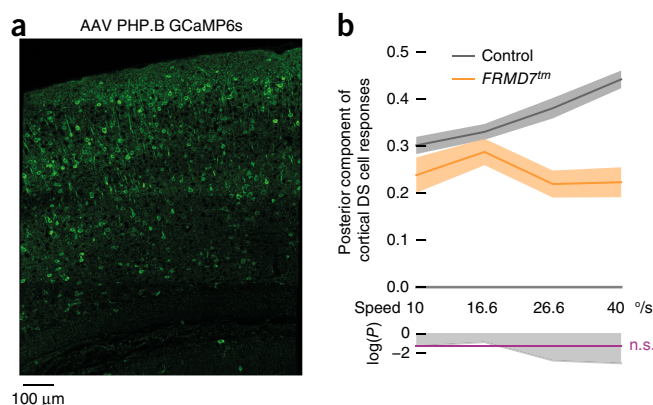 a
AAV PHP.B GCaMP6s
100 μm
b
Control
FRMD7tm
Posterior component of
cortical DS cell responses
0.5
0.4
0.3
0.2
0.1
0.0
Speed 10 16.6 26.6 40 °/s
log(P)
0
−2
n.s.